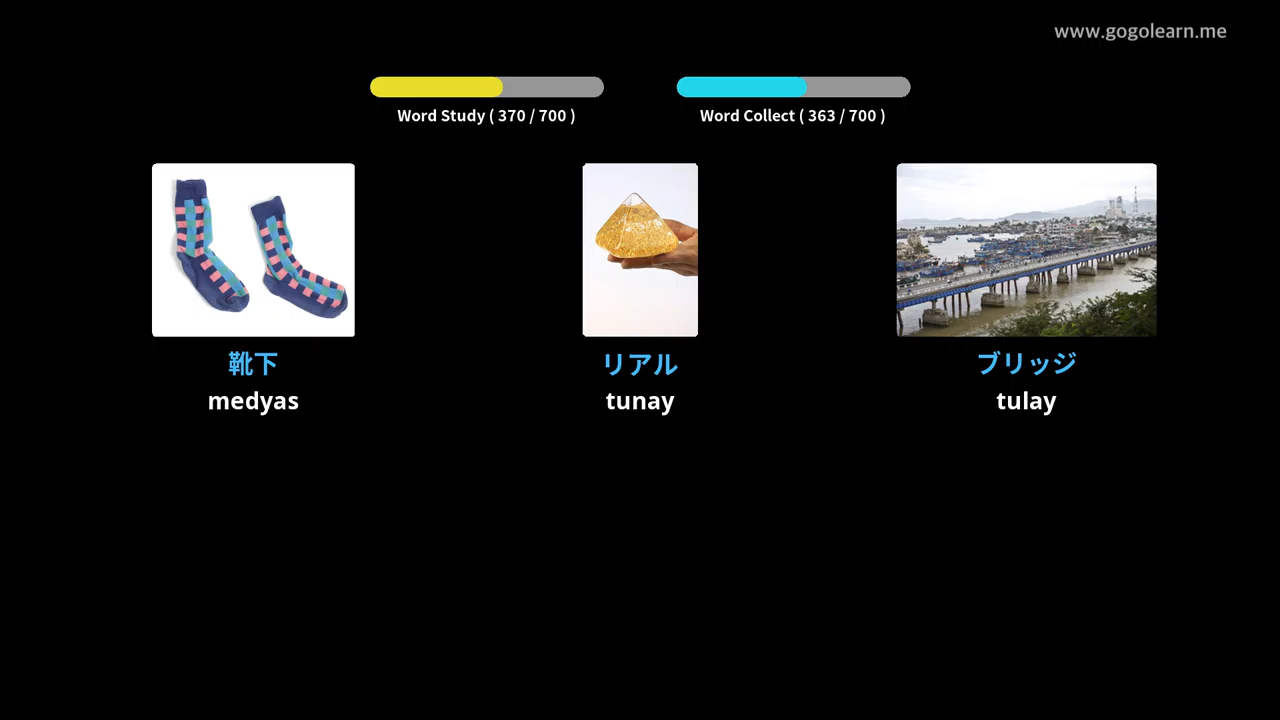 www.gogolearn.me
Word Study ( 370 / 700 )
Word Collect ( 363 / 700 )
靴下
medyas
リアル
tunay
ブリッジ
tulay